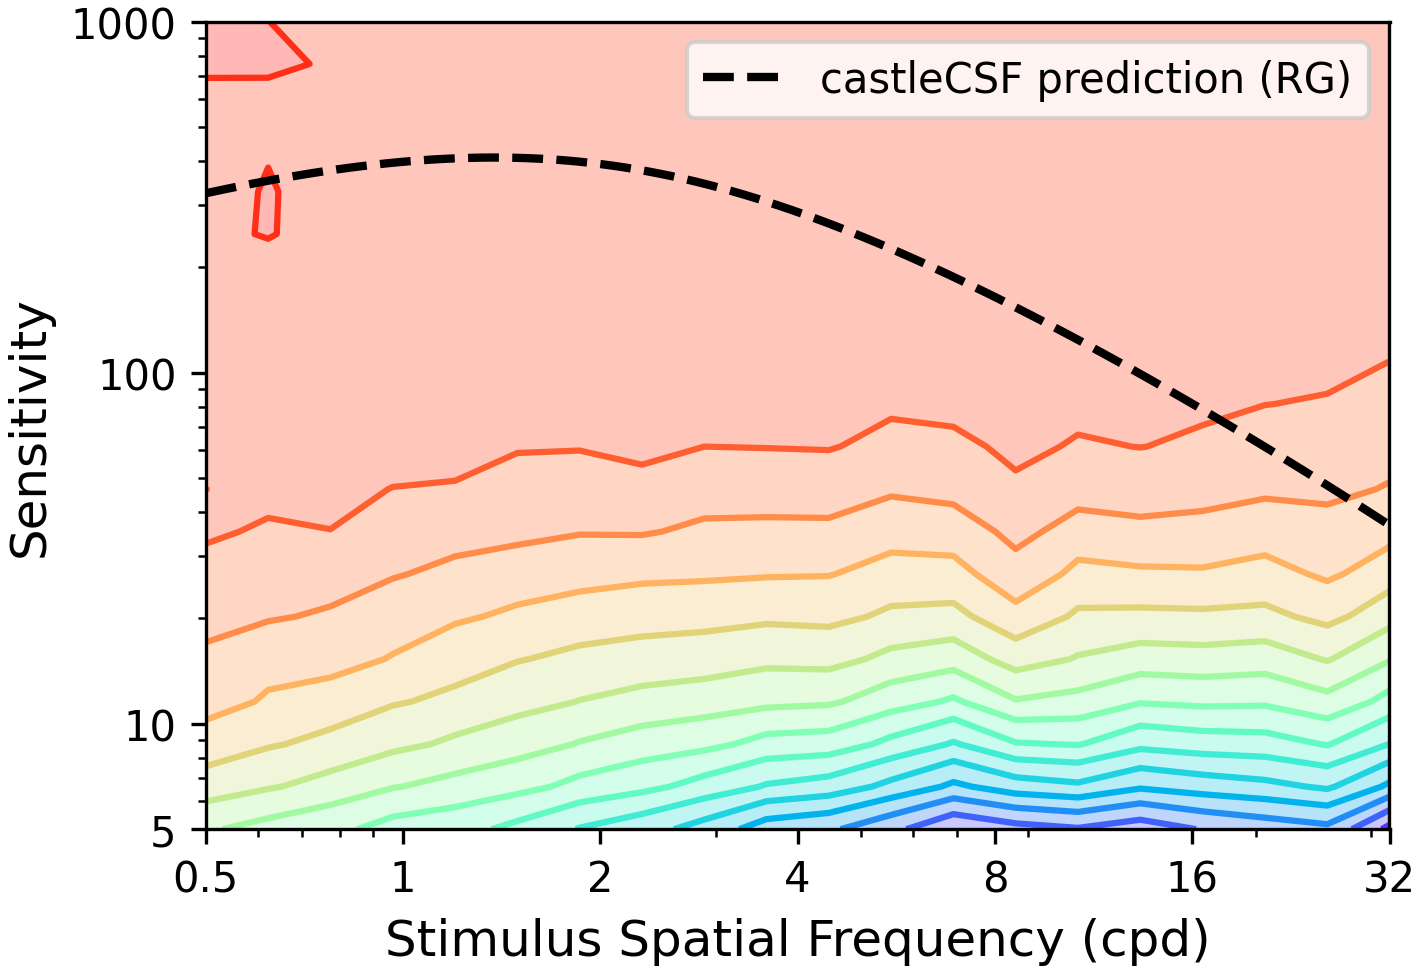 1000
castleCSF prediction (RG)
Sensitivity
100
10
5
0.5 1 2 4 8 16 32
Stimulus Spatial Frequency (cpd)